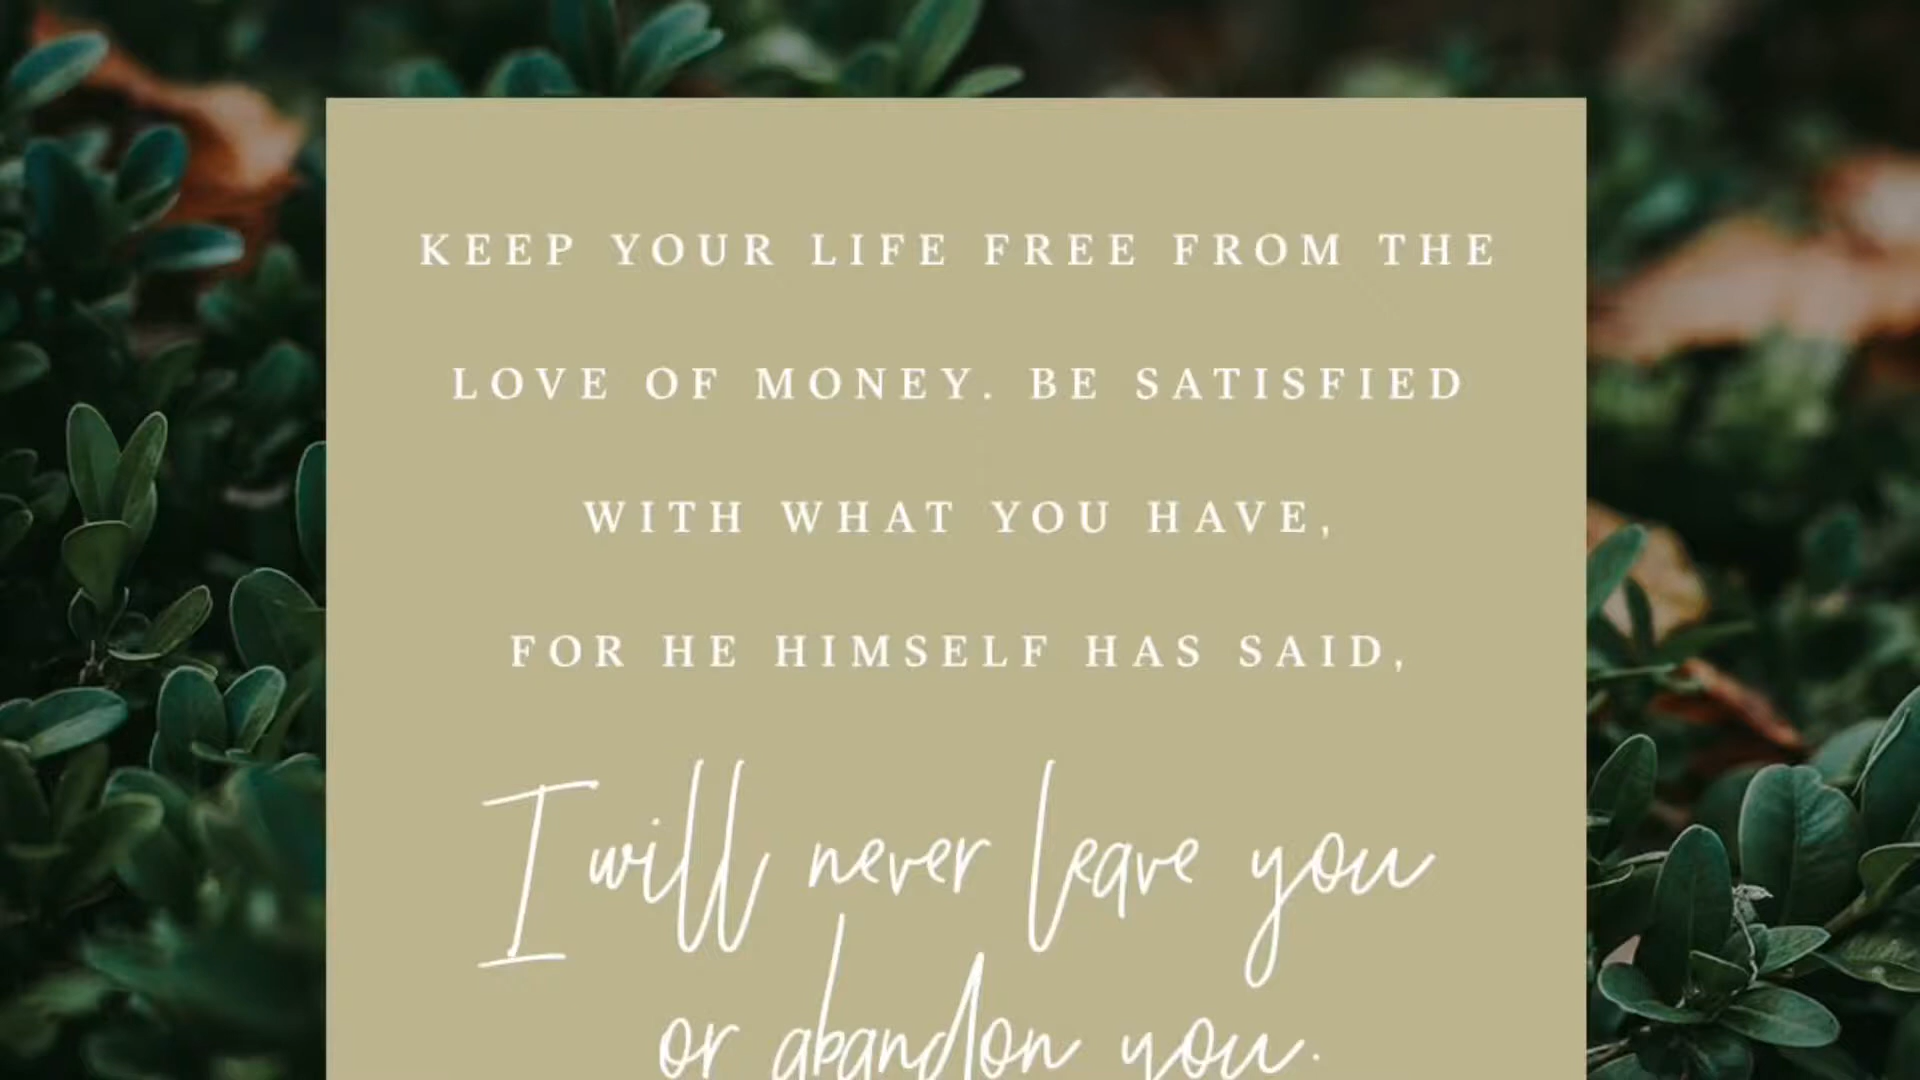 KEEP YOUR LIFE FREE FROM THE
LOVE OF MONEY. BE SATISFIED
WITH WHAT YOU HAVE,
FOR HE HIMSELF HAS SAID,
I will never leave you
or abandon you.